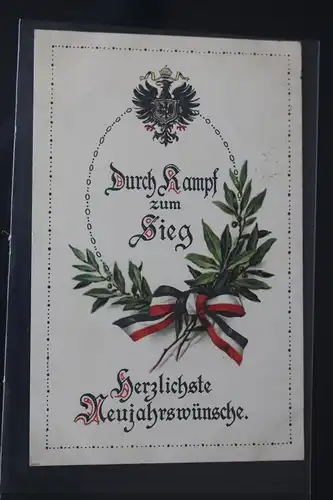 Durch Kampf
zum
Sieg
Herzlichste
Neujahrswünsche.